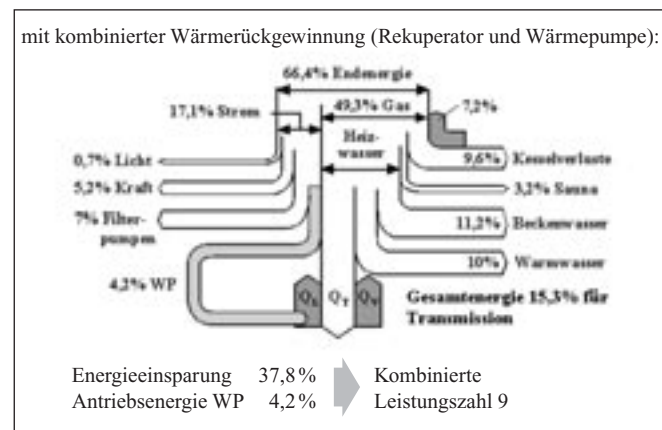 mit kombinierter Wärmerückgewinnung (Rekuperator und Wärmepumpe):
66,4% Endenergie
17,1% Strom
49,3% Gas
7,2%
Heiz-
wasser
0,7% Licht
9,6% Kesselverluste
5,2% Kraft
3,2% Sauna
7% Filter-
pumpen
11,2% Beckenwasser
10% Warmwasser
4,2% WP
Q_T
Gesamtenergie 15,3% für
Transmission
Energieeinsparung 37,8 %
Antriebsenergie WP 4,2 %
Kombinierte
Leistungszahl 9